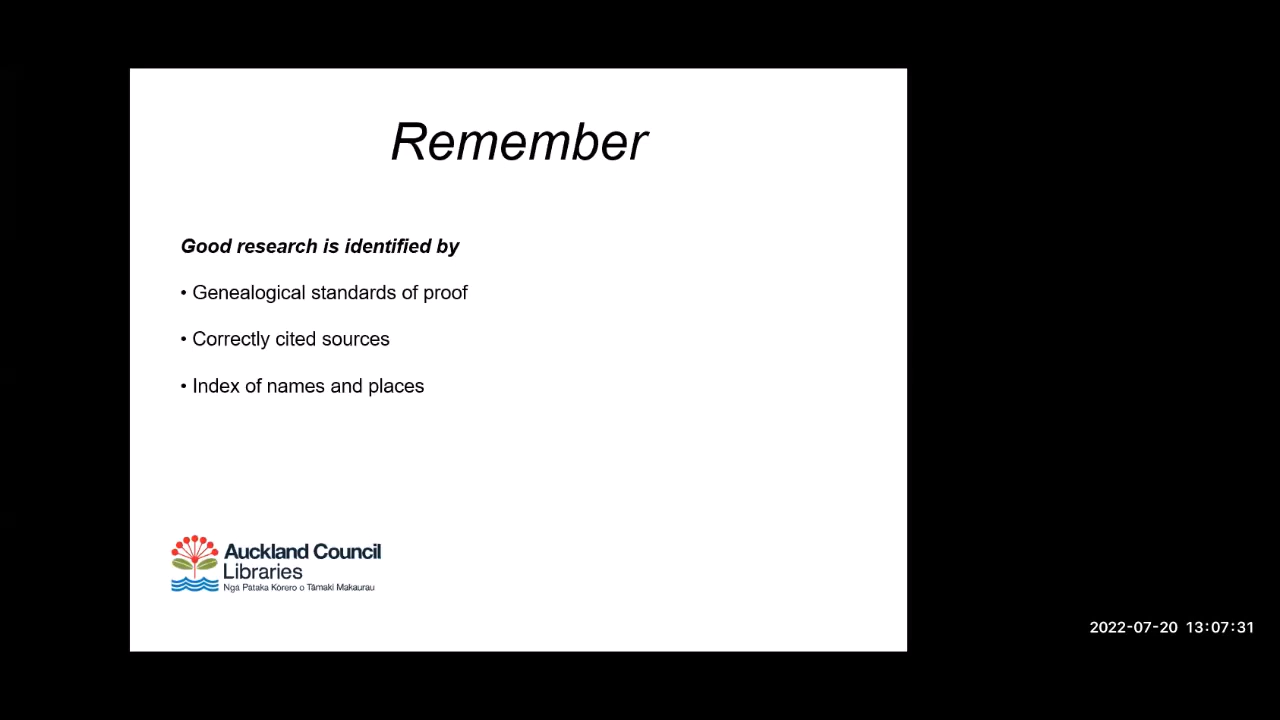 Remember
Good research is identified by
• Genealogical standards of proof
• Correctly cited sources
• Index of names and places
Auckland Council
Libraries
Ngā Pātaka Kōrero o Tāmaki Makaurau
2022-07-20 13:07:31